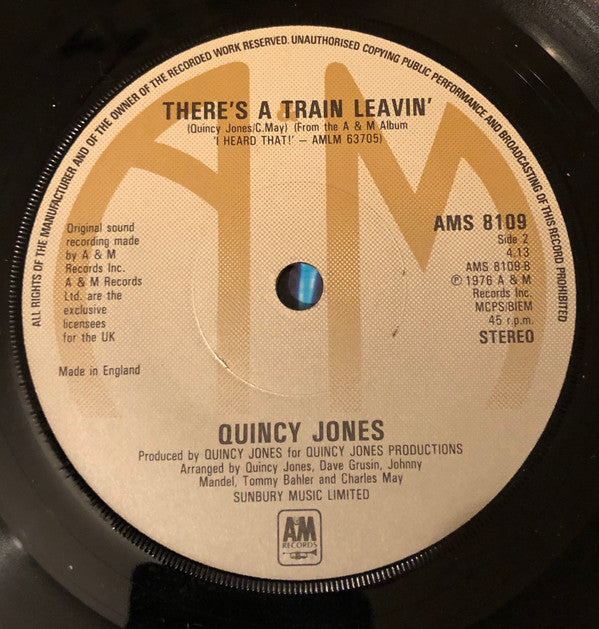 ALL RIGHTS OF THE MANUFACTURER AND OF THE OWNER OF THE RECORDED WORK RESERVED. UNAUTHORISED COPYING PUBLIC PERFORMANCE AND BROADCASTING OF THIS RECORD PROHIBITED
THERE'S A TRAIN LEAVIN'
(Quincy Jones/C.May) (From the A & M Album
'I HEARD THAT!' – AMLM 63705)
Original sound
recording made
by A & M
Records Inc.
A & M Records
Ltd. are the
exclusive
licensees
for the UK
Made in England
AMS 8109
Side 2
4.13
AMS 8109-B
℗ 1976 A & M
Records Inc.
MCPS/BIEM
45 r.p.m.
STEREO
QUINCY JONES
Produced by QUINCY JONES for QUINCY JONES PRODUCTIONS
Arranged by Quincy Jones, Dave Grusin, Johnny
Mandel, Tommy Bahler and Charles May
SUNBURY MUSIC LIMITED
A&M
RECORDS